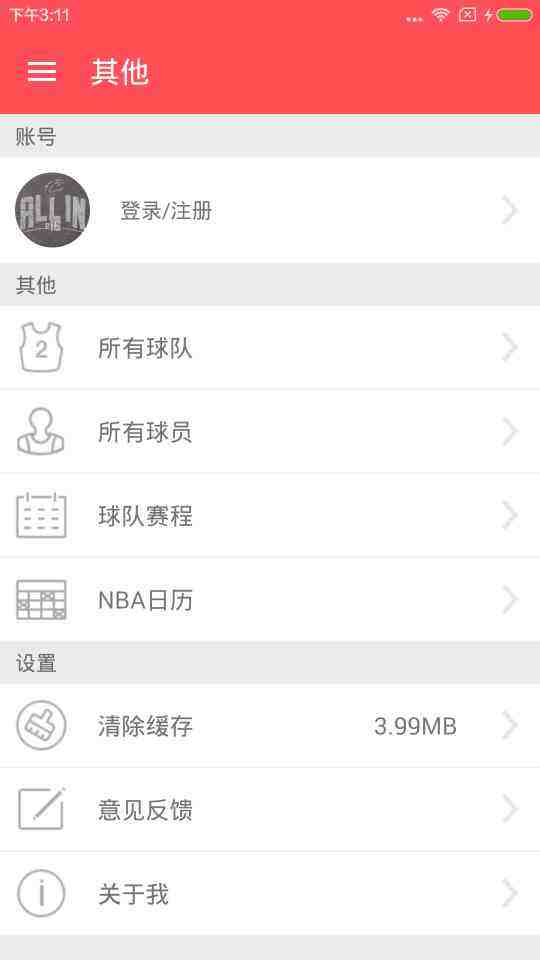 下午3:11
其他
账号
ALL IN
登录/注册
其他
2
所有球队
所有球员
球队赛程
NBA日历
设置
清除缓存 3.99MB
意见反馈
关于我